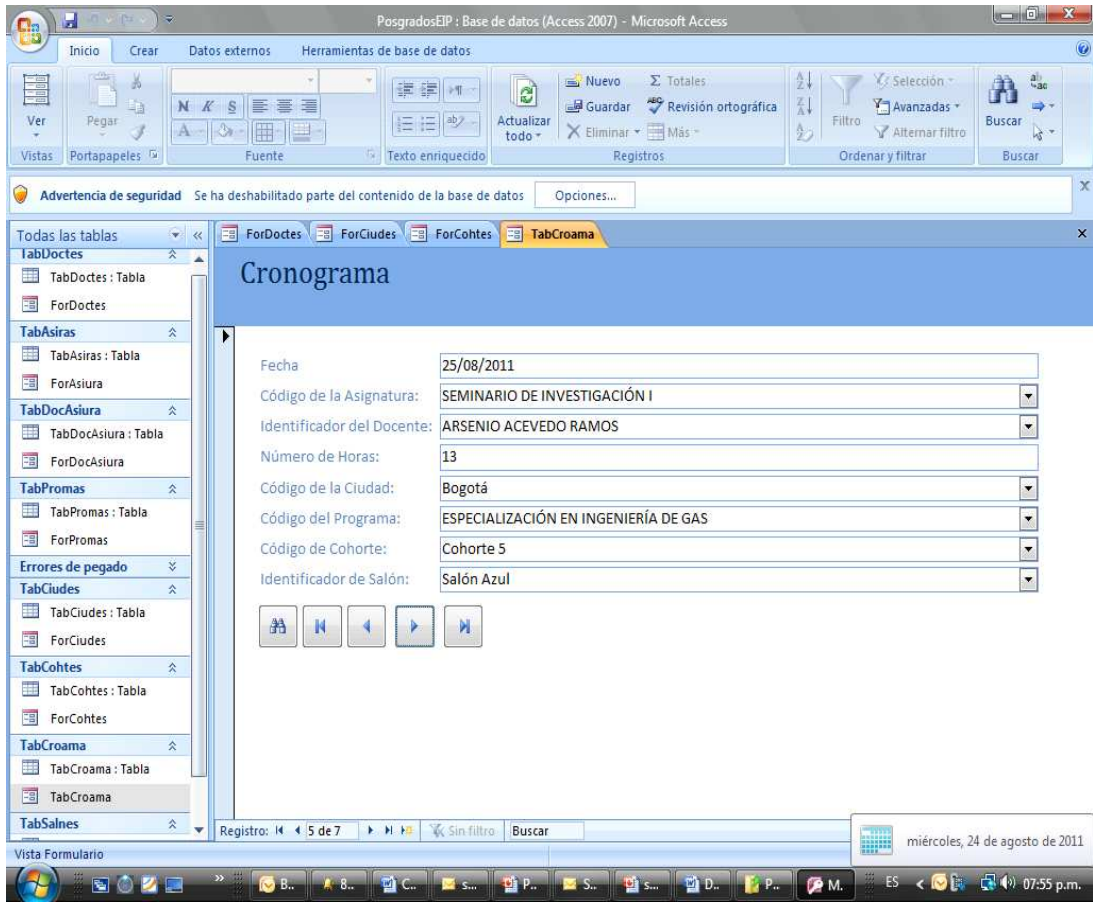 PosgradosEIP : Base de datos (Access 2007) - Microsoft Access
Inicio Crear Datos externos Herramientas de base de datos
Ver
Vistas
Pegar
Portapapeles
N K S
A
Fuente
Texto enriquecido
Actualizar todo
Nuevo
Guardar
Eliminar
Totales
Revisión ortográfica
Más
Registros
Filtro
Selección
Avanzadas
Alternar filtro
Ordenar y filtrar
Buscar
Buscar
Advertencia de seguridad Se ha deshabilitado parte del contenido de la base de datos Opciones...
Todas las tablas
TabDoctes
TabDoctes : Tabla
ForDoctes
TabAsiras
TabAsiras : Tabla
ForAsiura
TabDocAsiura
TabDocAsiura : Tabla
ForDocAsiura
TabPromas
TabPromas : Tabla
ForPromas
Errores de pegado
TabCiudes
TabCiudes : Tabla
ForCiudes
TabCohtes
TabCohtes : Tabla
ForCohtes
TabCroama
TabCroama : Tabla
TabCroama
TabSalnes
ForDoctes ForCiudes ForCohtes TabCroama
Cronograma
Fecha 25/08/2011
Código de la Asignatura: SEMINARIO DE INVESTIGACIÓN I
Identificador del Docente: ARSENIO ACEVEDO RAMOS
Número de Horas: 13
Código de la Ciudad: Bogotá
Código del Programa: ESPECIALIZACIÓN EN INGENIERÍA DE GAS
Código de Cohorte: Cohorte 5
Identificador de Salón: Salón Azul
Registro: 5 de 7 Sin filtro Buscar
miércoles, 24 de agosto de 2011
Vista Formulario
B.. 8.. C.. s... P.. S.. s... D.. P.. M. ES 07:55 p.m.